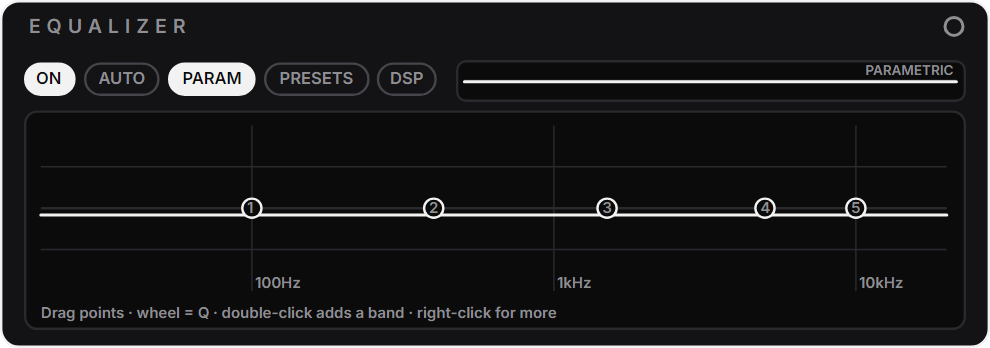 EQUALIZER
ON AUTO PARAM PRESETS DSP
PARAMETRIC
1 2 3 4 5
100Hz 1kHz 10kHz
Drag points · wheel = Q · double-click adds a band · right-click for more